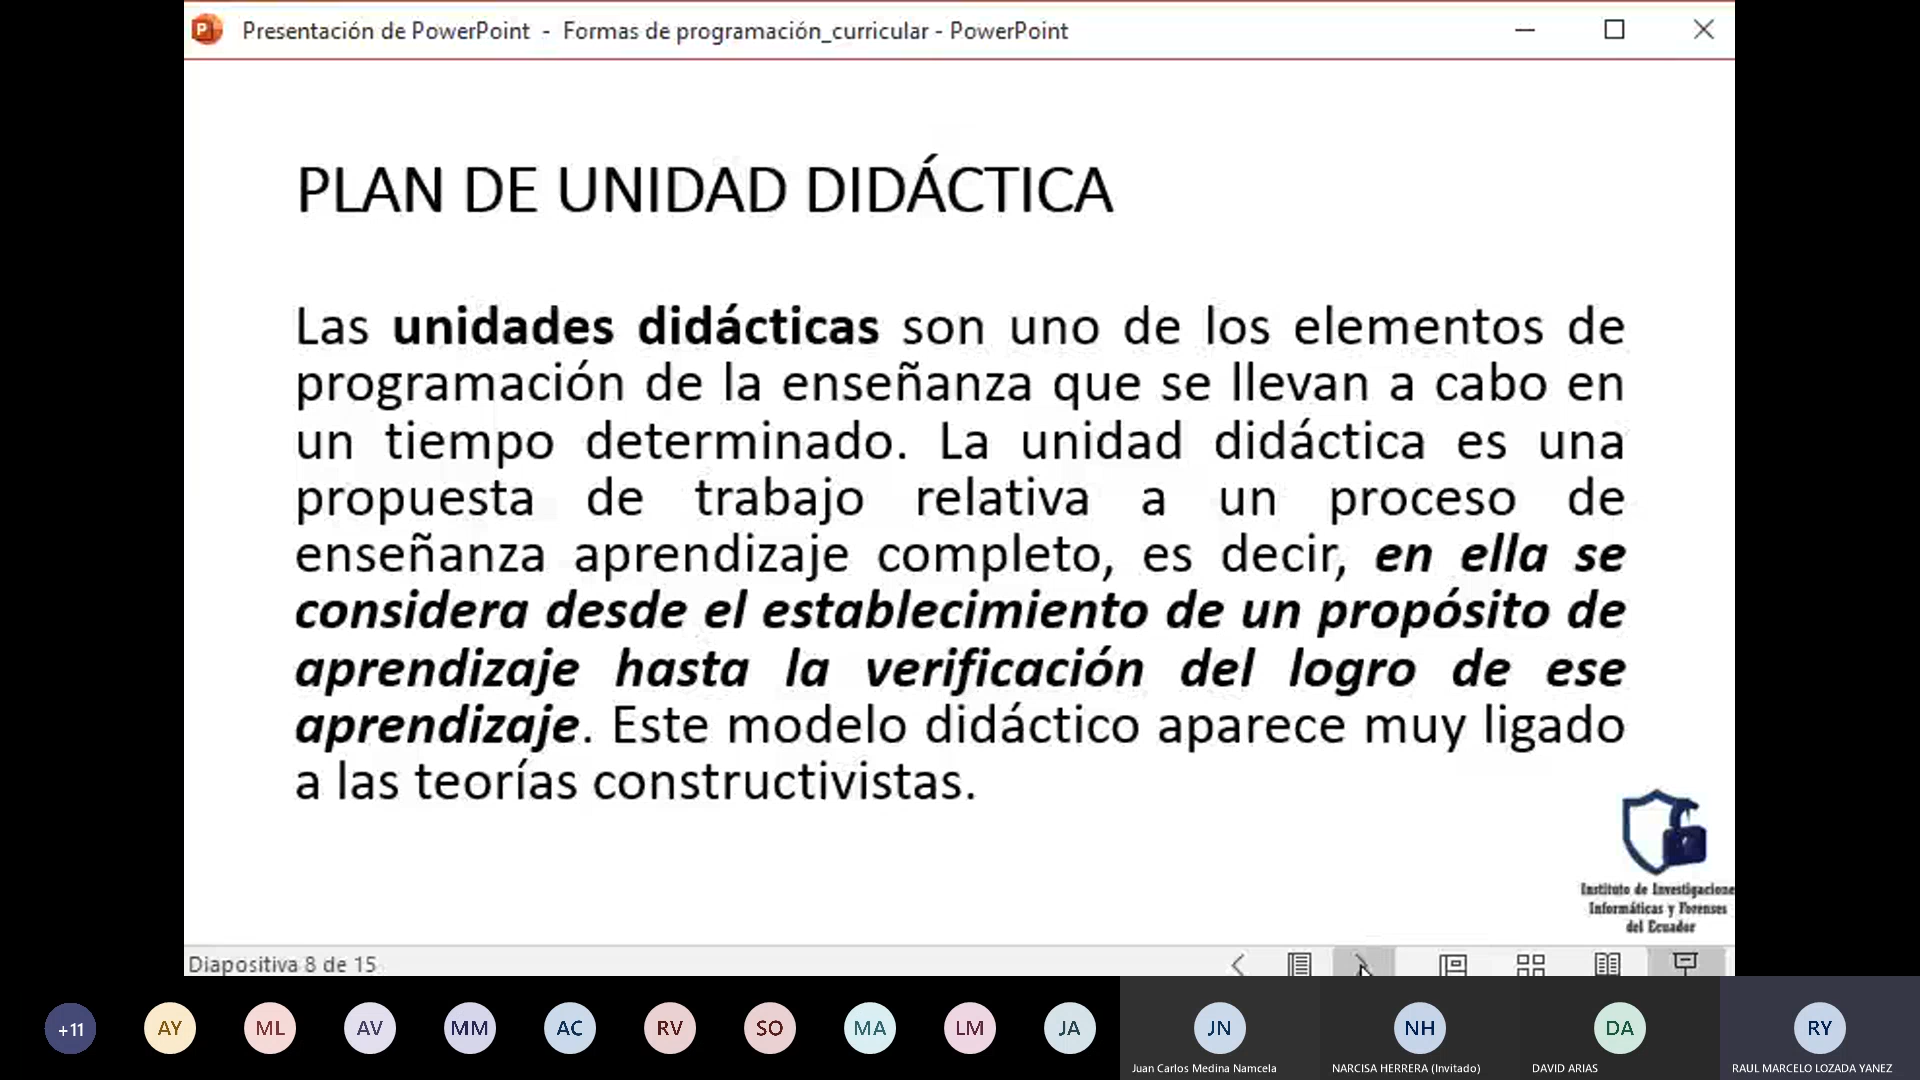 Presentación de PowerPoint - Formas de programación_curricular - PowerPoint
PLAN DE UNIDAD DIDÁCTICA
Las unidades didácticas son uno de los elementos de
programación de la enseñanza que se llevan a cabo en
un tiempo determinado. La unidad didáctica es una
propuesta de trabajo relativa a un proceso de
enseñanza aprendizaje completo, es decir, en ella se
considera desde el establecimiento de un propósito de
aprendizaje hasta la verificación del logro de ese
aprendizaje. Este modelo didáctico aparece muy ligado
a las teorías constructivistas.
Instituto de Investigacione
Informáticas y Forenses
del Ecuador
Diapositiva 8 de 15
+11
AY
ML
AV
MM
AC
RV
SO
MA
LM
JA
JN
NH
DA
RY
Juan Carlos Medina Namcela
NARCISA HERRERA (Invitado)
DAVID ARIAS
RAUL MARCELO LOZADA YANEZ